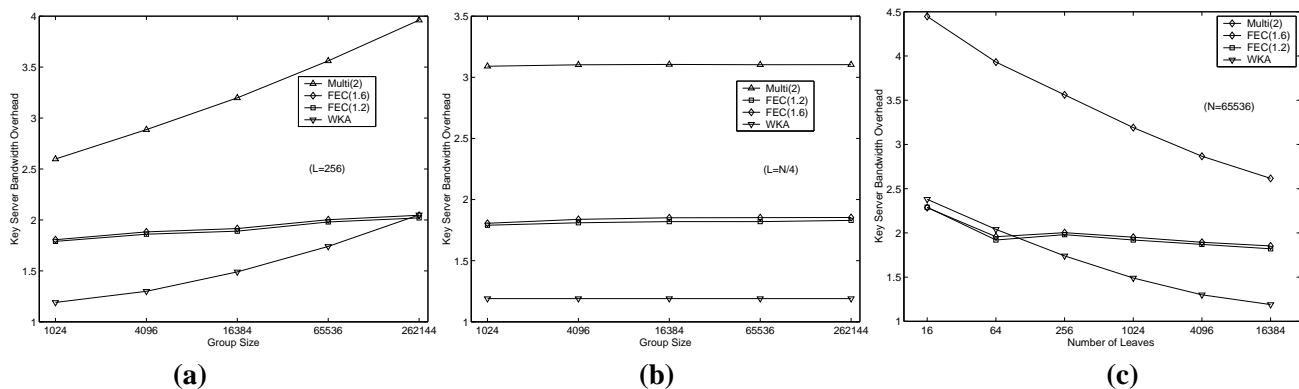 4
3.5
3
2.5
2
1.5
1
Key Server Bandwidth Overhead
Multi(2)
FEC(1.6)
FEC(1.2)
WKA
(L=256)
1024 4096 16384 65536 262144
Group Size
(a)
3.5
3
2.5
2
1.5
1
Key Server Bandwidth Overhead
Multi(2)
FEC(1.2)
FEC(1.6)
WKA
(L=N/4)
1024 4096 16384 65536 262144
Group Size
(b)
4.5
4
3.5
3
2.5
2
1.5
1
Key Server Bandwidth Overhead
Multi(2)
FEC(1.6)
FEC(1.2)
WKA
(N=65536)
16 64 256 1024 4096 16384
Number of Leaves
(c)